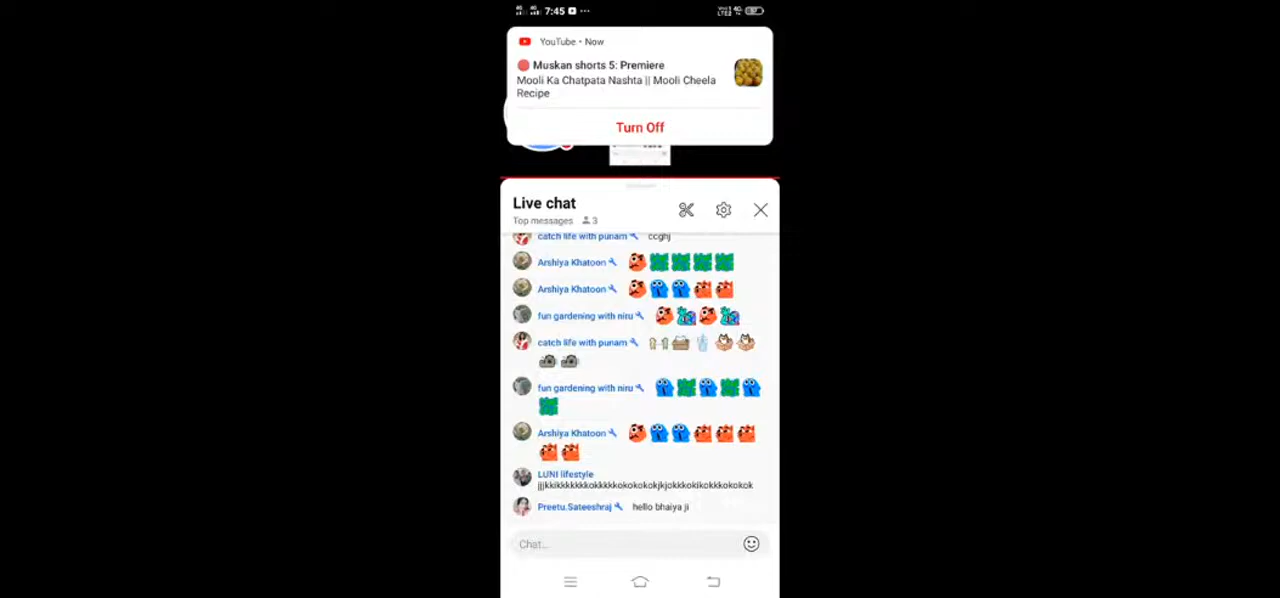 7:45
YouTube • Now
Muskan shorts 5: Premiere
Mooli Ka Chatpata Nashta || Mooli Cheela
Recipe
Turn Off
Live chat
Top messages 3
catch life with punam ccghj
Arshiya Khatoon
Arshiya Khatoon
fun gardening with niru
catch life with punam
fun gardening with niru
Arshiya Khatoon
LUNI lifestyle
Preetu.Sateeshraj hello bhaiya ji
Chat...